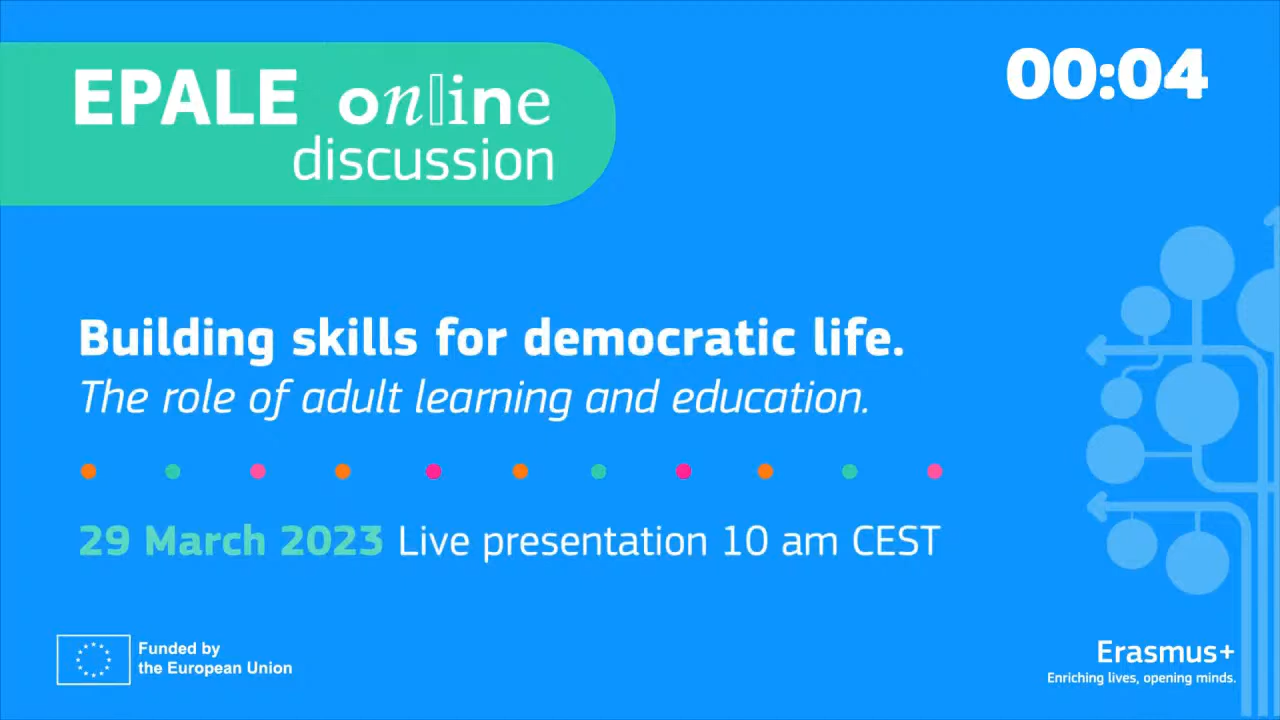 EPALE online
discussion
00:04
Building skills for democratic life.
The role of adult learning and education.
29 March 2023 Live presentation 10 am CEST
Funded by
the European Union
Erasmus+
Enriching lives, opening minds.